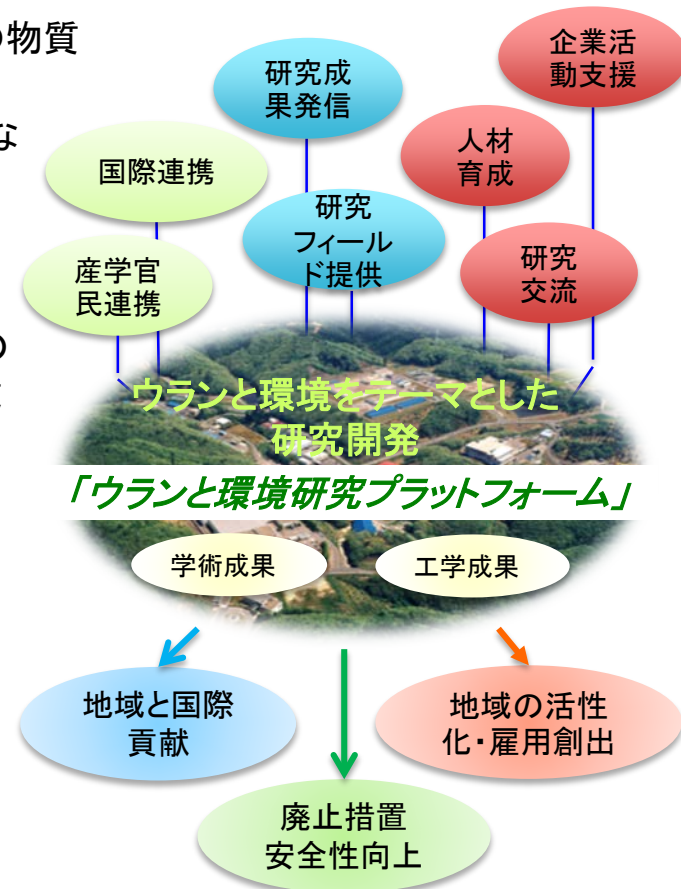 の物質
な
の
企業活
動支援
研究成
果発信
人材
育成
国際連携
研究
フィール
ド提供
研究
交流
産学官
民連携
ウランと環境をテーマとした
研究開発
「ウランと環境研究プラットフォーム」
学術成果
工学成果
地域と国際
貢献
地域の活性
化・雇用創出
廃止措置
安全性向上